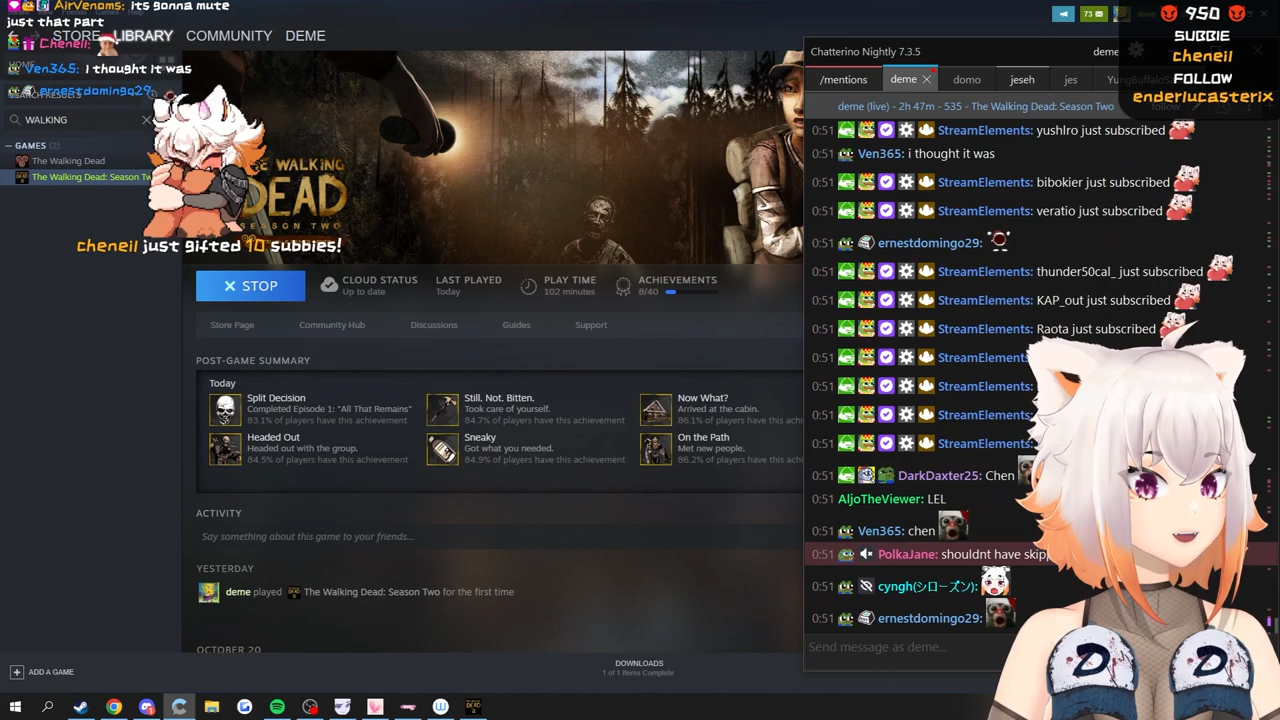 AirVenoms: its gonna mute
just that part
Cheneil:
Ven365: i thought it was
ernestdomingo29:
STORE LIBRARY COMMUNITY DEME
WALKING
GAMES (2)
The Walking Dead
The Walking Dead: Season Tw
Cheneil just gifted 10 subbies!
THE WALKING
DEAD
SEASON TWO
STOP
CLOUD STATUS
Up to date
LAST PLAYED
Today
PLAY TIME
102 minutes
ACHIEVEMENTS
8/40
Store Page
Community Hub
Discussions
Guides
Support
POST-GAME SUMMARY
Today
Split Decision
Completed Episode 1: "All That Remains"
83.1% of players have this achievement
Still. Not. Bitten.
Took care of yourself.
84.7% of players have this achievement
Now What?
Arrived at the cabin.
86.1% of players have this achievement
Headed Out
Headed out with the group.
84.5% of players have this achievement
Sneaky
Got what you needed.
84.9% of players have this achievement
On the Path
Met new people.
86.2% of players have this achievement
ACTIVITY
Say something about this game to your friends...
YESTERDAY
deme played The Walking Dead: Season Two for the first time
OCTOBER 20
ADD A GAME
DOWNLOADS
1 of 1 Items Complete
73
950
SUBBIE
Cheneil
FOLLOW
enderlucasterix
Chatterino Nightly 7.3.5
deme
/mentions deme domo jeseh jes YungBuffalo
deme (live) - 2h 47m - 535 - The Walking Dead: Season Two
follow
0:51 StreamElements: yushiro just subscribed
0:51 Ven365: i thought it was
0:51 StreamElements: bibokier just subscribed
0:51 StreamElements: veratio just subscribed
0:51 ernestdomingo29:
0:51 StreamElements: thunder50cal_ just subscribed
0:51 StreamElements: KAP_out just subscribed
0:51 StreamElements: Raota just subscribed
0:51 StreamElements:
0:51 StreamElements:
0:51 StreamElements:
0:51 StreamElements:
0:51 DarkDaxter25: Chen
0:51 AljoTheViewer: LEL
0:51 Ven365: chen
0:51 PolkaJane: shouldnt have skip
0:51 cyngh(シローズン):
0:51 ernestdomingo29:
Send message as deme...
D D